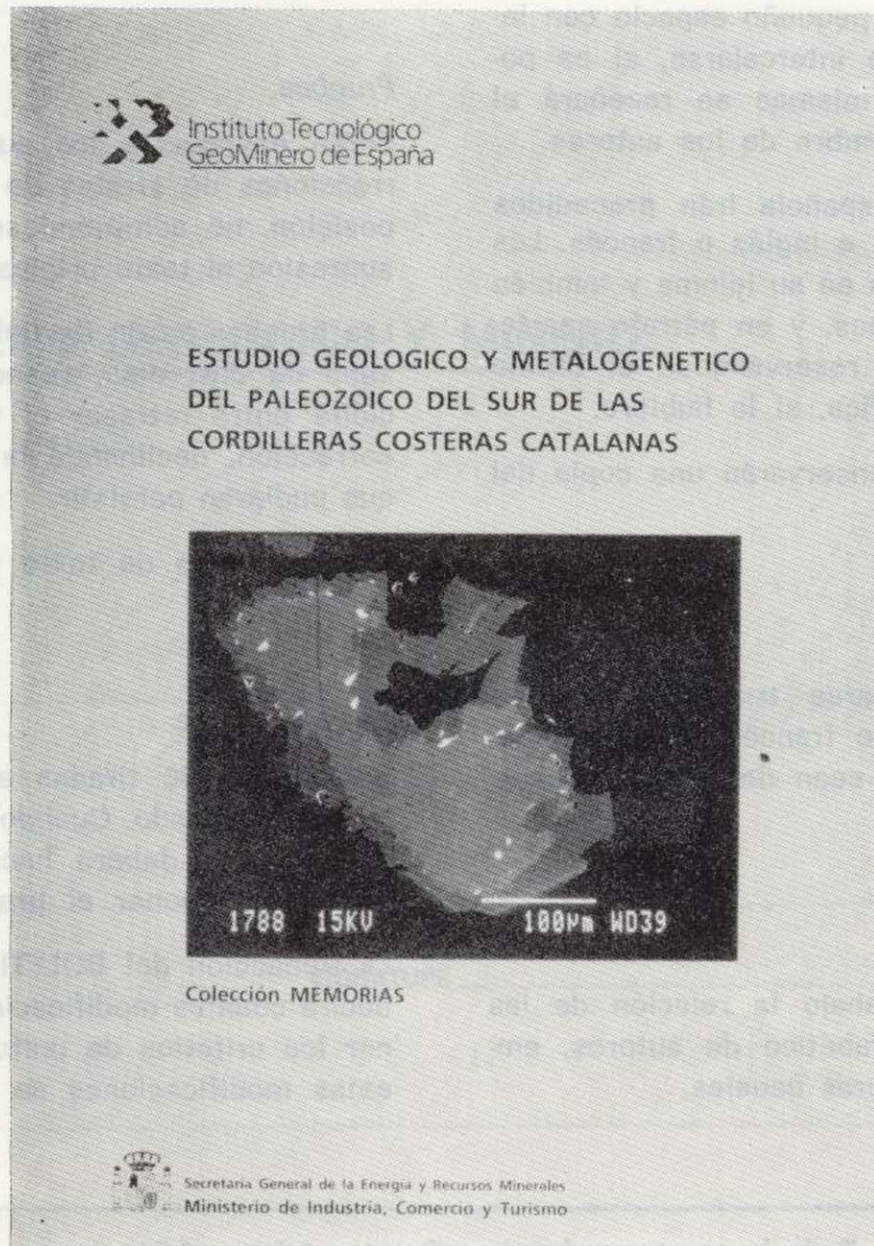 Instituto Tecnológico
GeoMinero de España
ESTUDIO GEOLOGICO Y METALOGENETICO
DEL PALEOZOICO DEL SUR DE LAS
CORDILLERAS COSTERAS CATALANAS
1788 15KV 100µm WD39
Colección MEMORIAS
Secretaría General de la Energía y Recursos Minerales
Ministerio de Industria, Comercio y Turismo